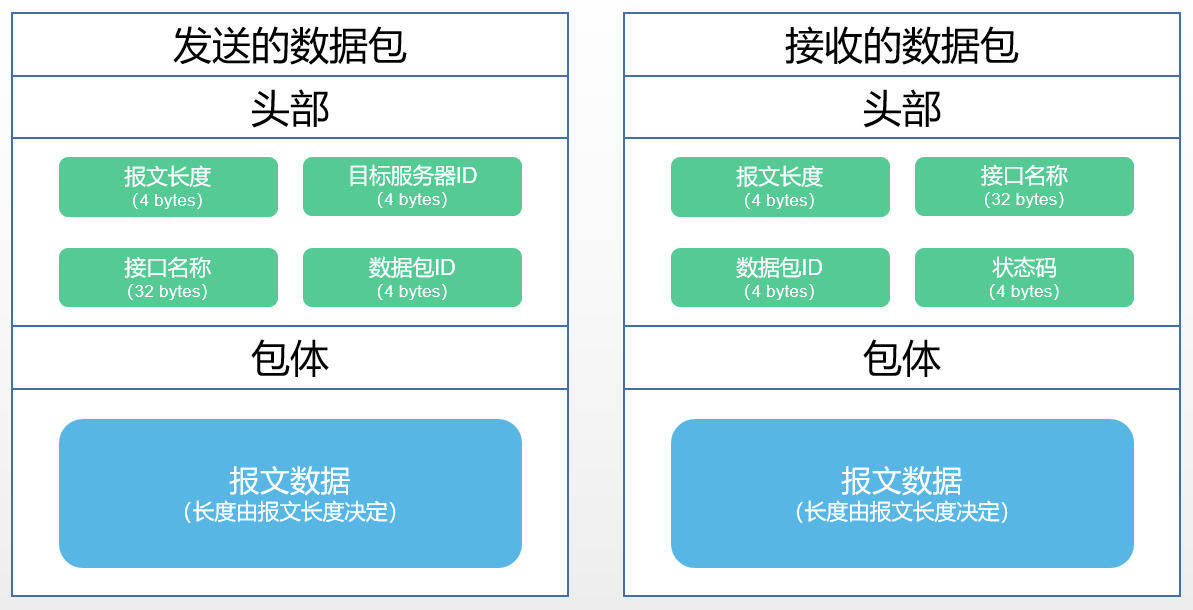 发送的数据包
头部
报文长度
（4 bytes）
目标服务器ID
（4 bytes）
接口名称
（32 bytes）
数据包ID
（4 bytes）
包体
报文数据
（长度由报文长度决定）
接收的数据包
头部
报文长度
（4 bytes）
接口名称
（32 bytes）
数据包ID
（4 bytes）
状态码
（4 bytes）
包体
报文数据
（长度由报文长度决定）